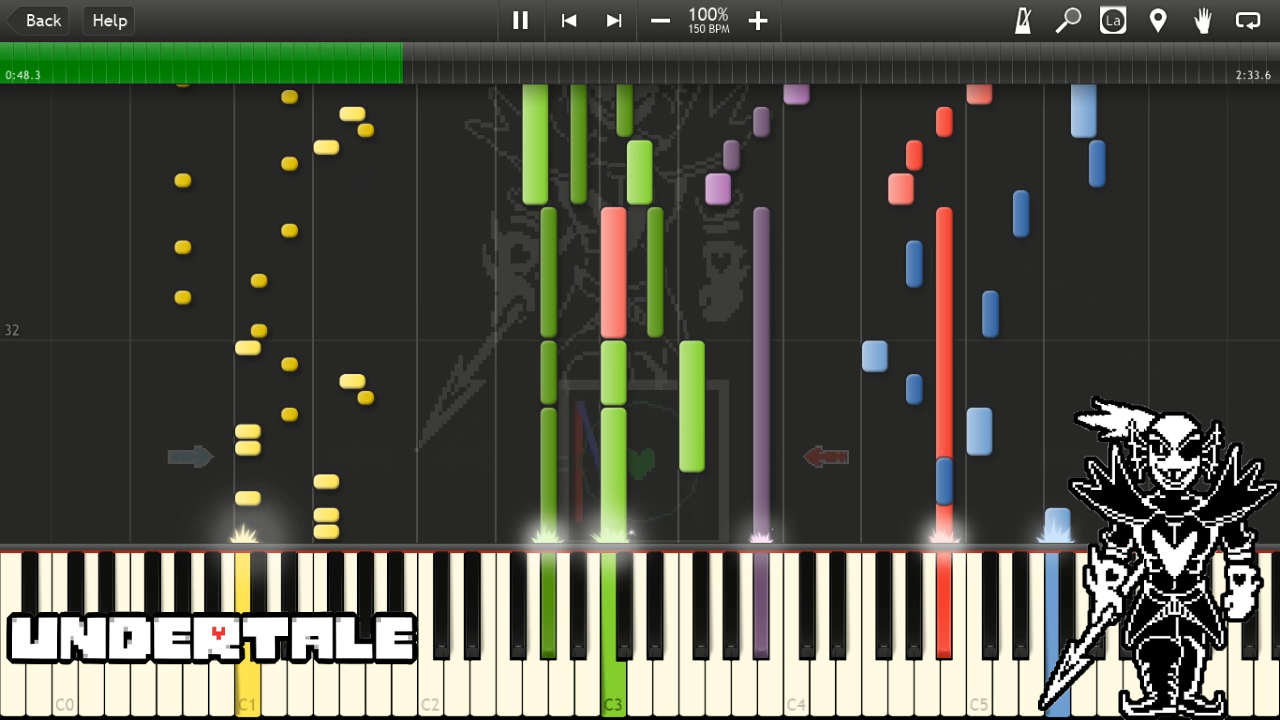 Back Help 100% La
150 BPM
0:48.3 2:33.6
32
UNDERTALE
C0 C1 C2 C3 C4 C5